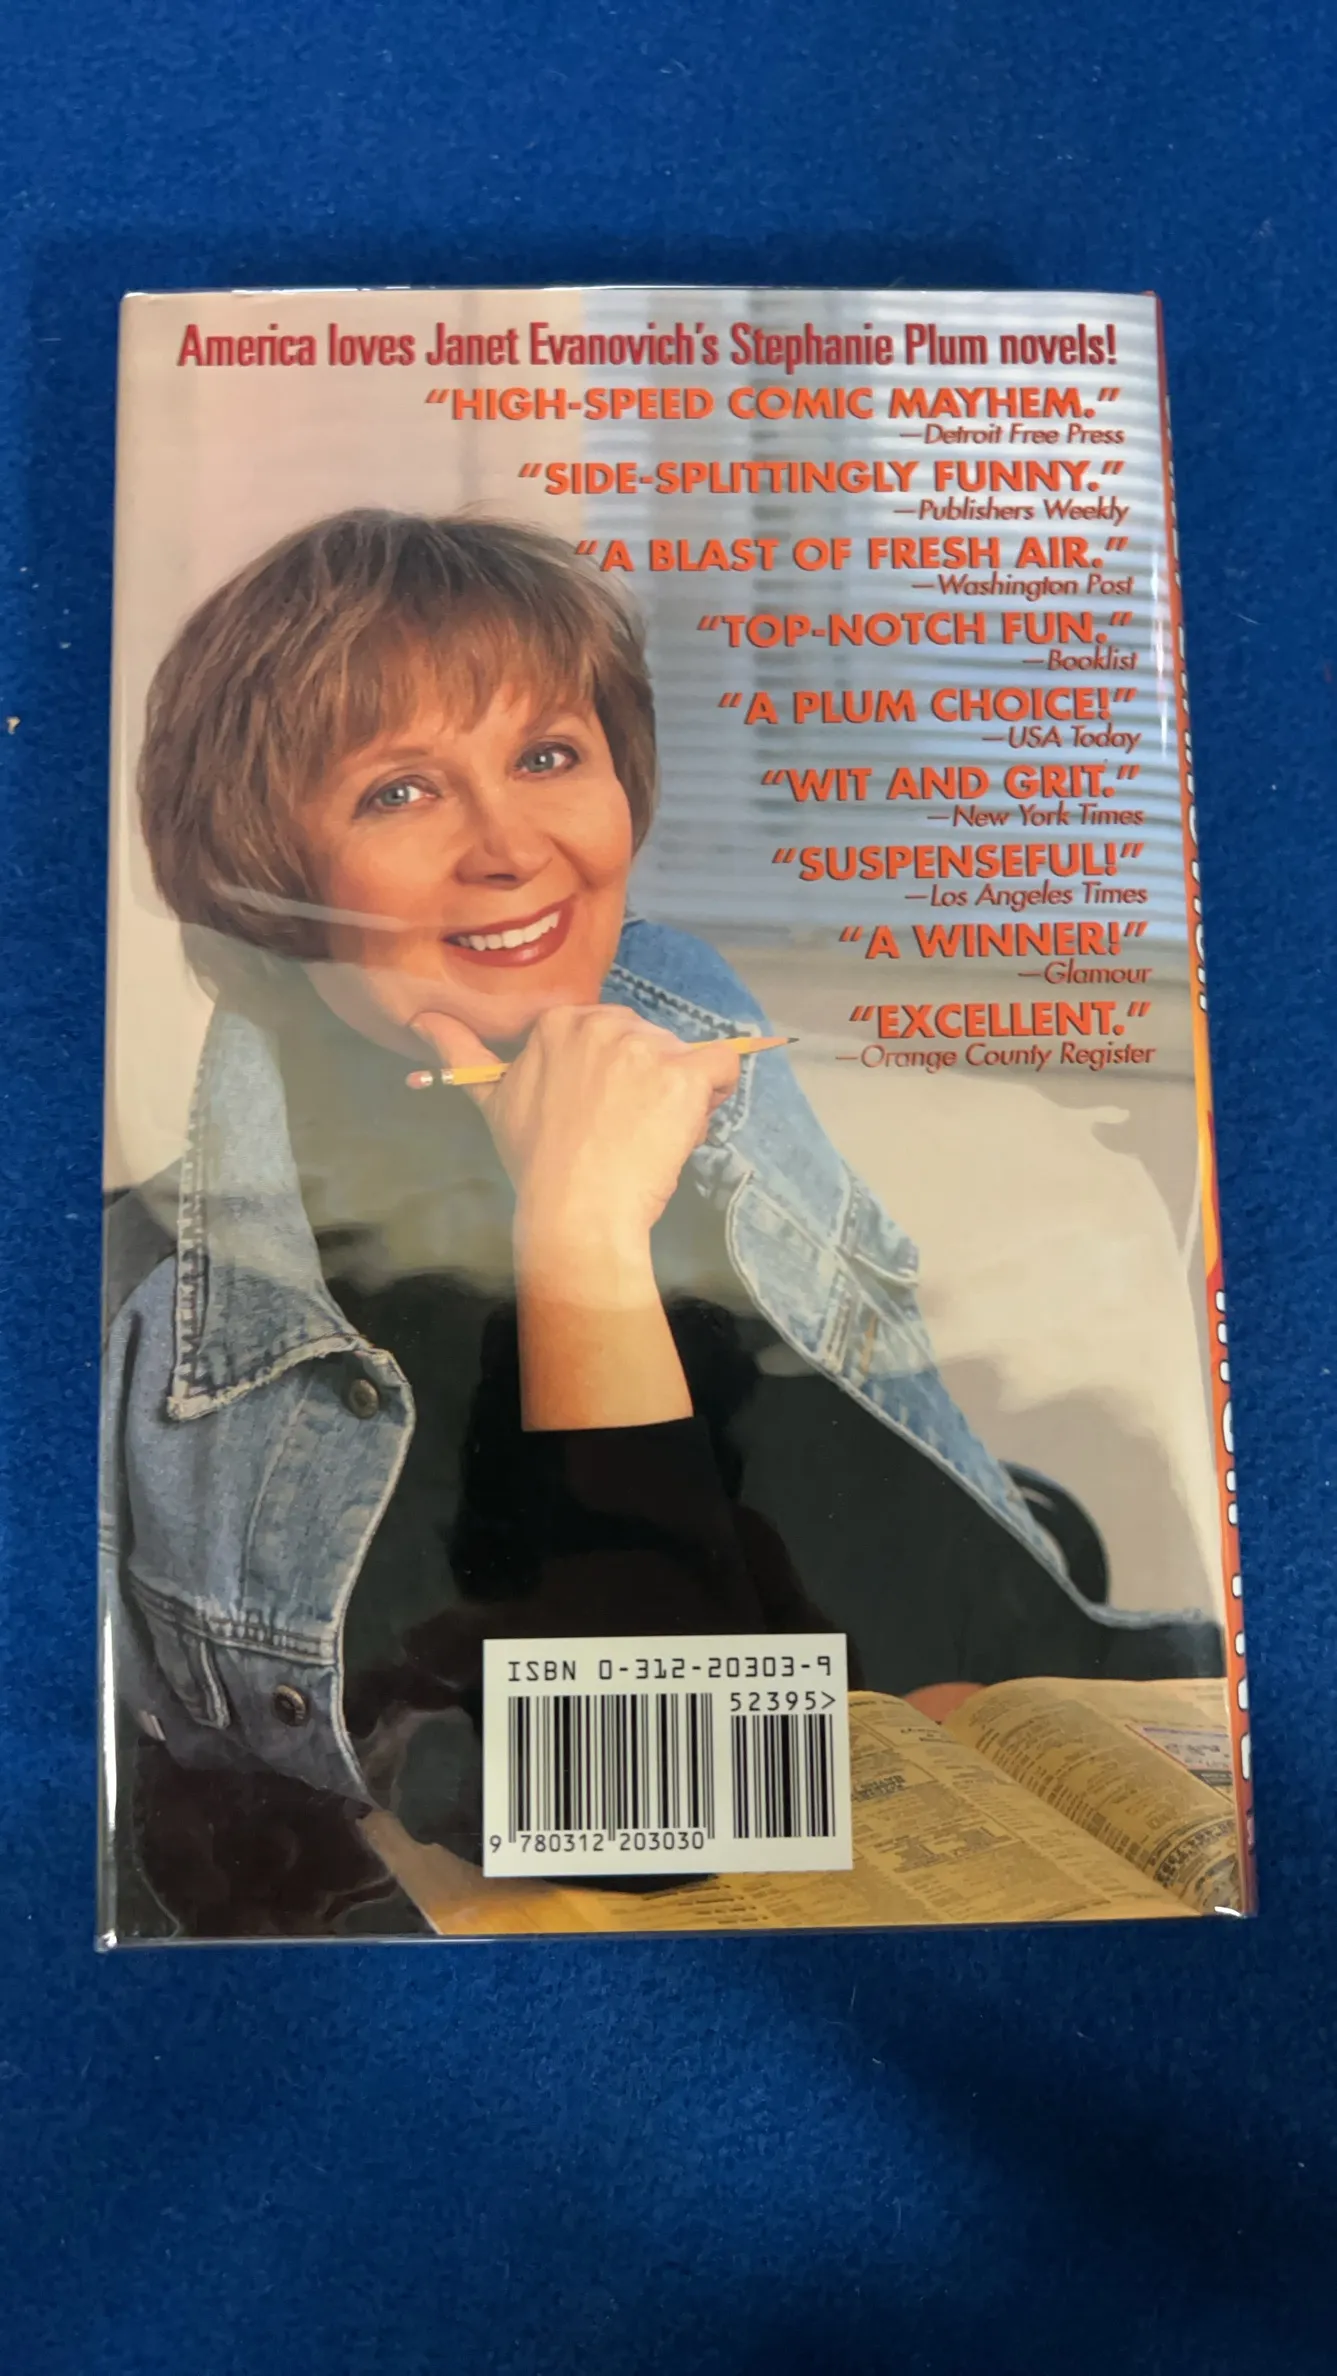 America loves Janet Evanovich's Stephanie Plum novels!
"HIGH-SPEED COMIC MAYHEM."
—Detroit Free Press
"SIDE-SPLITTINGLY FUNNY."
—Publishers Weekly
"A BLAST OF FRESH AIR."
—Washington Post
"TOP-NOTCH FUN."
—Booklist
"A PLUM CHOICE!"
—USA Today
"WIT AND GRIT."
—New York Times
"SUSPENSEFUL!"
—Los Angeles Times
"A WINNER!"
—Glamour
"EXCELLENT."
—Orange County Register
ISBN 0-312-20303-9
52395>
9 780312 203030